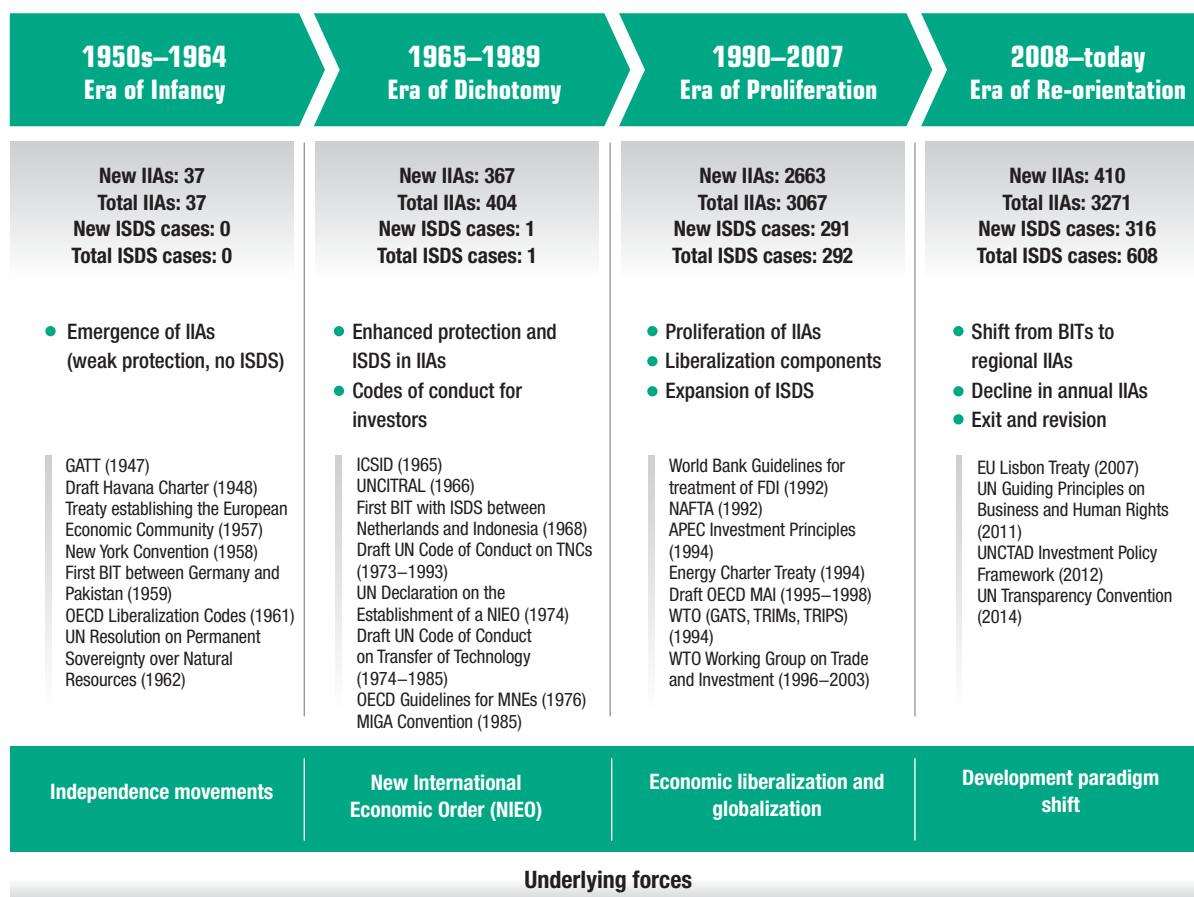 1950s–1964
Era of Infancy
1965–1989
Era of Dichotomy
1990–2007
Era of Proliferation
2008–today
Era of Re-orientation
New IIAs: 37
Total IIAs: 37
New ISDS cases: 0
Total ISDS cases: 0
New IIAs: 367
Total IIAs: 404
New ISDS cases: 1
Total ISDS cases: 1
New IIAs: 2663
Total IIAs: 3067
New ISDS cases: 291
Total ISDS cases: 292
New IIAs: 410
Total IIAs: 3271
New ISDS cases: 316
Total ISDS cases: 608
• Emergence of IIAs
(weak protection, no ISDS)
• Enhanced protection and
ISDS in IIAs
• Codes of conduct for
investors
• Proliferation of IIAs
• Liberalization components
• Expansion of ISDS
• Shift from BITs to
regional IIAs
• Decline in annual IIAs
• Exit and revision
GATT (1947)
Draft Havana Charter (1948)
Treaty establishing the European
Economic Community (1957)
New York Convention (1958)
First BIT between Germany and
Pakistan (1959)
OECD Liberalization Codes (1961)
UN Resolution on Permanent
Sovereignty over Natural
Resources (1962)
ICSID (1965)
UNCITRAL (1966)
First BIT with ISDS between
Netherlands and Indonesia (1968)
Draft UN Code of Conduct on TNCs
(1973–1993)
UN Declaration on the
Establishment of a NIEO (1974)
Draft UN Code of Conduct
on Transfer of Technology
(1974–1985)
OECD Guidelines for MNEs (1976)
MIGA Convention (1985)
World Bank Guidelines for
treatment of FDI (1992)
NAFTA (1992)
APEC Investment Principles
(1994)
Energy Charter Treaty (1994)
Draft OECD MAI (1995–1998)
WTO (GATS, TRIMs, TRIPS)
(1994)
WTO Working Group on Trade
and Investment (1996–2003)
EU Lisbon Treaty (2007)
UN Guiding Principles on
Business and Human Rights
(2011)
UNCTAD Investment Policy
Framework (2012)
UN Transparency Convention
(2014)
Independence movements
New International
Economic Order (NIEO)
Economic liberalization and
globalization
Development paradigm
shift
Underlying forces